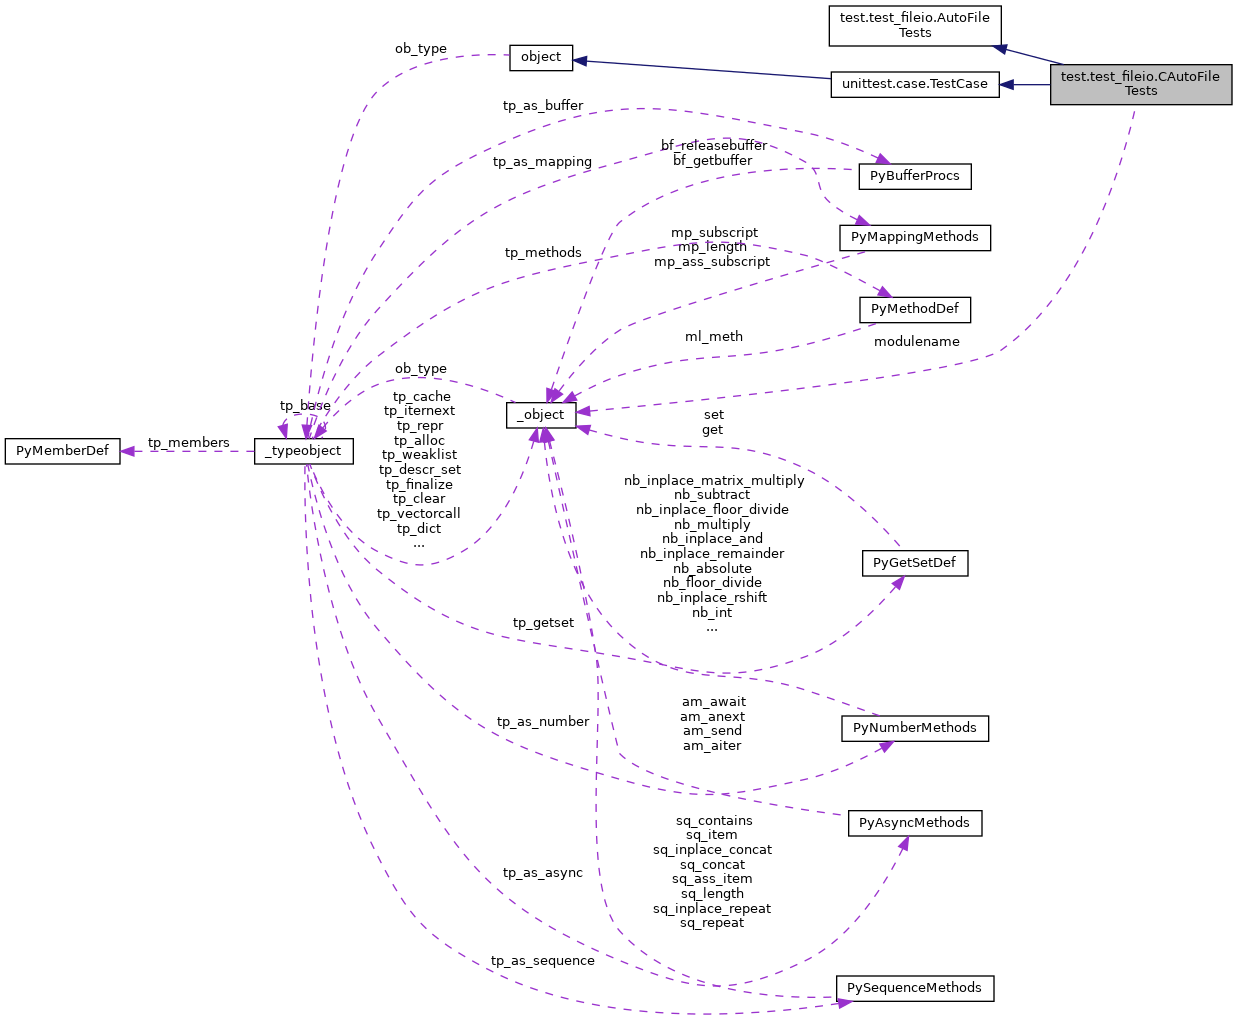 test.test_fileio.AutoFile
Tests
ob_type
object
test.test_fileio.CAutoFile
Tests
unittest.case.TestCase
tp_as_buffer
bf_releasebuffer
bf_getbuffer
tp_as_mapping
PyBufferProcs
mp_subscript
mp_length
mp_ass_subscript
PyMappingMethods
tp_methods
PyMethodDef
ml_meth
modulename
ob_type
tp_base
tp_cache
tp_iternext
tp_repr
tp_alloc
tp_weaklist
tp_descr_set
tp_finalize
tp_clear
tp_vectorcall
tp_dict
...
_object
set
get
PyMemberDef
tp_members
_typeobject
nb_inplace_matrix_multiply
nb_subtract
nb_inplace_floor_divide
nb_multiply
nb_inplace_and
nb_inplace_remainder
nb_absolute
nb_floor_divide
nb_inplace_rshift
nb_int
...
PyGetSetDef
tp_getset
am_await
am_anext
am_send
am_aiter
tp_as_number
PyNumberMethods
PyAsyncMethods
sq_contains
sq_item
sq_inplace_concat
sq_concat
sq_ass_item
sq_length
sq_inplace_repeat
sq_repeat
tp_as_async
tp_as_sequence
PySequenceMethods